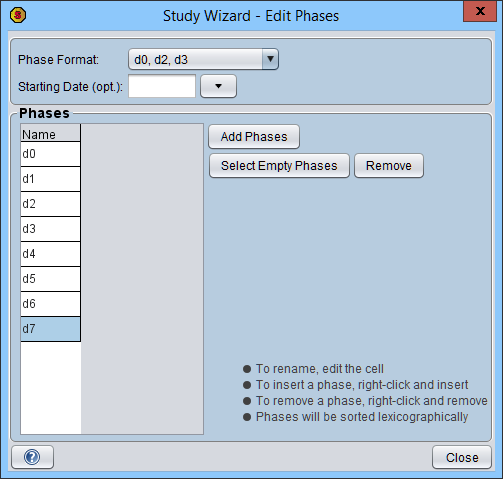 Study Wizard - Edit Phases
x
Phase Format: d0, d2, d3
Starting Date (opt.):
Phases
Name
Add Phases
d0
Select Empty Phases Remove
d1
d2
d3
d4
d5
d6
d7
● To rename, edit the cell
● To insert a phase, right-click and insert
● To remove a phase, right-click and remove
● Phases will be sorted lexicographically
? Close